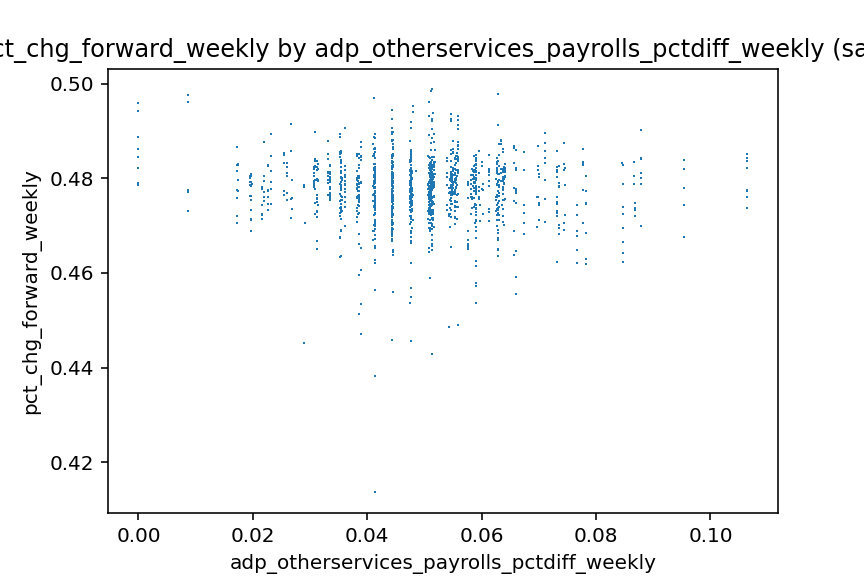 ct_chg_forward_weekly by adp_otherservices_payrolls_pctdiff_weekly (sa
0.50
0.48
0.46
0.44
0.42
pct_chg_forward_weekly
0.00 0.02 0.04 0.06 0.08 0.10
adp_otherservices_payrolls_pctdiff_weekly